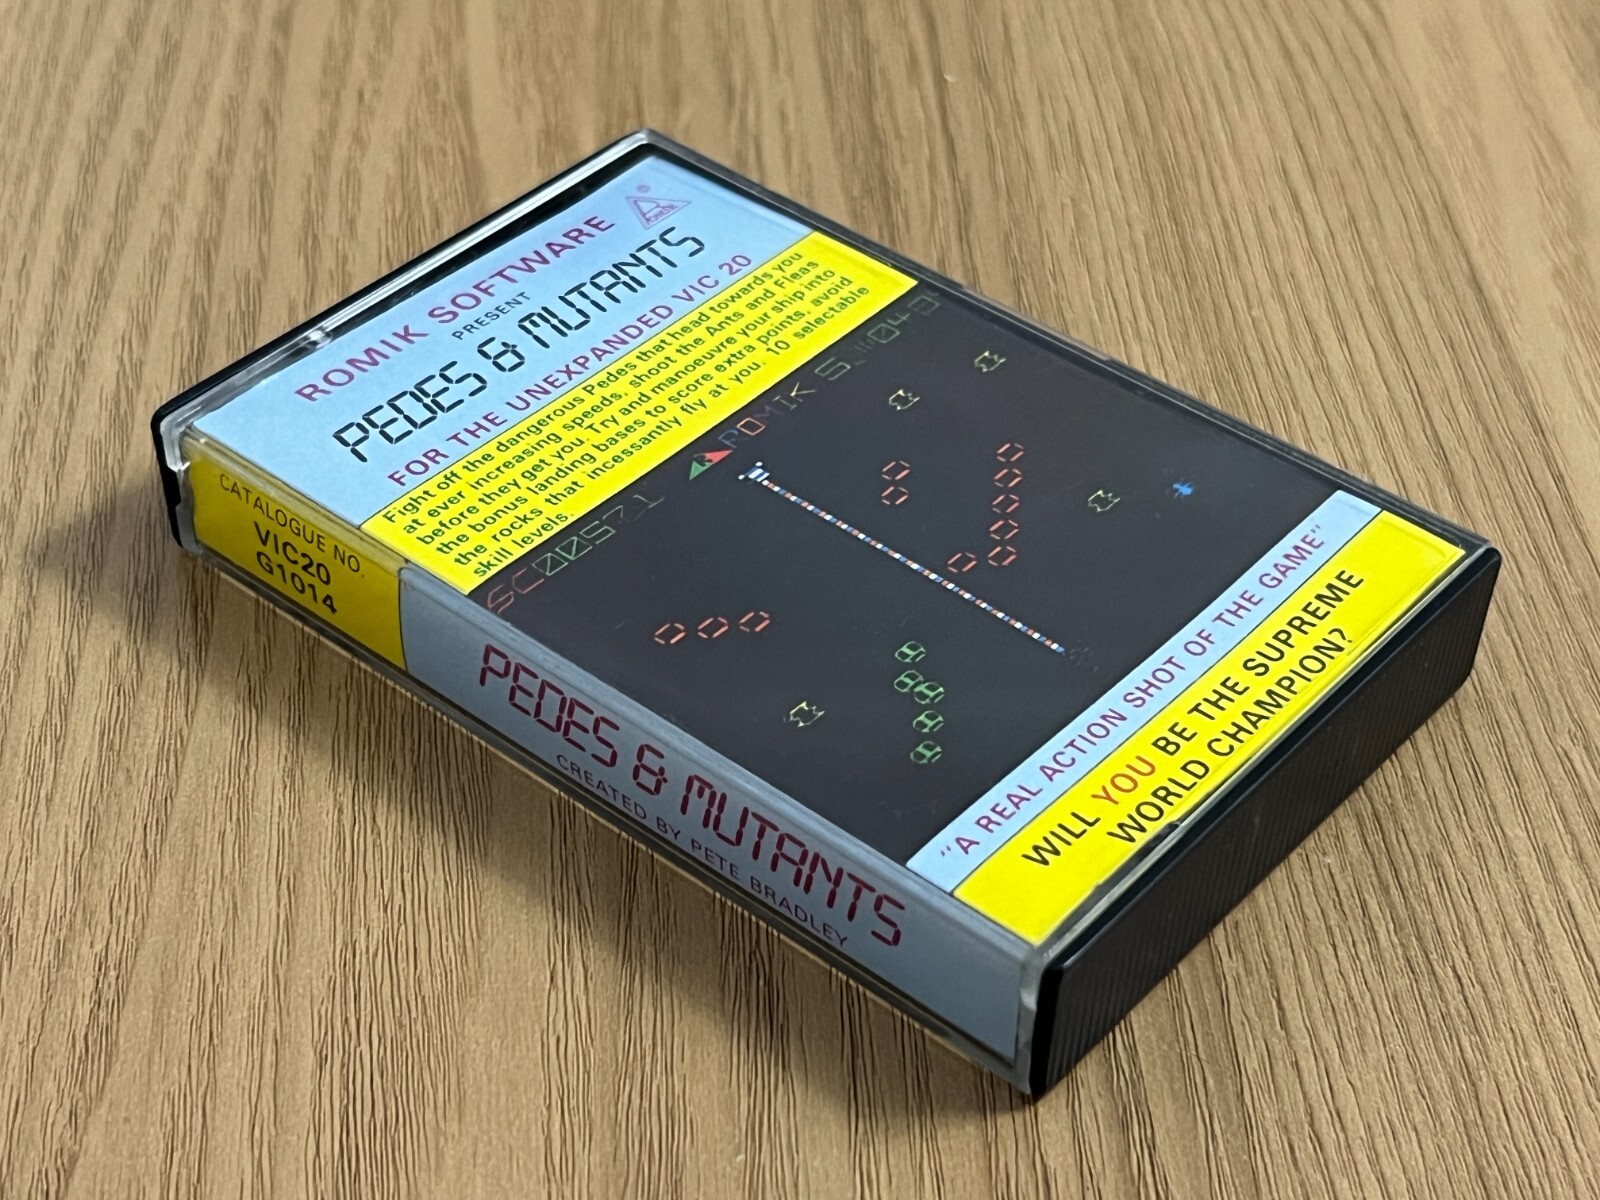 ROMIK SOFTWARE
PRESENT
PEDES & MUTANTS
FOR THE UNEXPANDED VIC 20
Fight off the dangerous Pedes that head towards you
at ever increasing speeds, shoot the Ants and Fleas
before they get you. Try and manoeuvre your ship into
the bonus landing bases to score extra points, avoid
the rocks that incessantly fly at you. 10 selectable
skill levels.
ROMIK
"A REAL ACTION SHOT OF THE GAME"
WILL YOU BE THE SUPREME
WORLD CHAMPION?
CATALOGUE NO.
VIC20
G1014
PEDES & MUTANTS
CREATED BY PETE BRADLEY